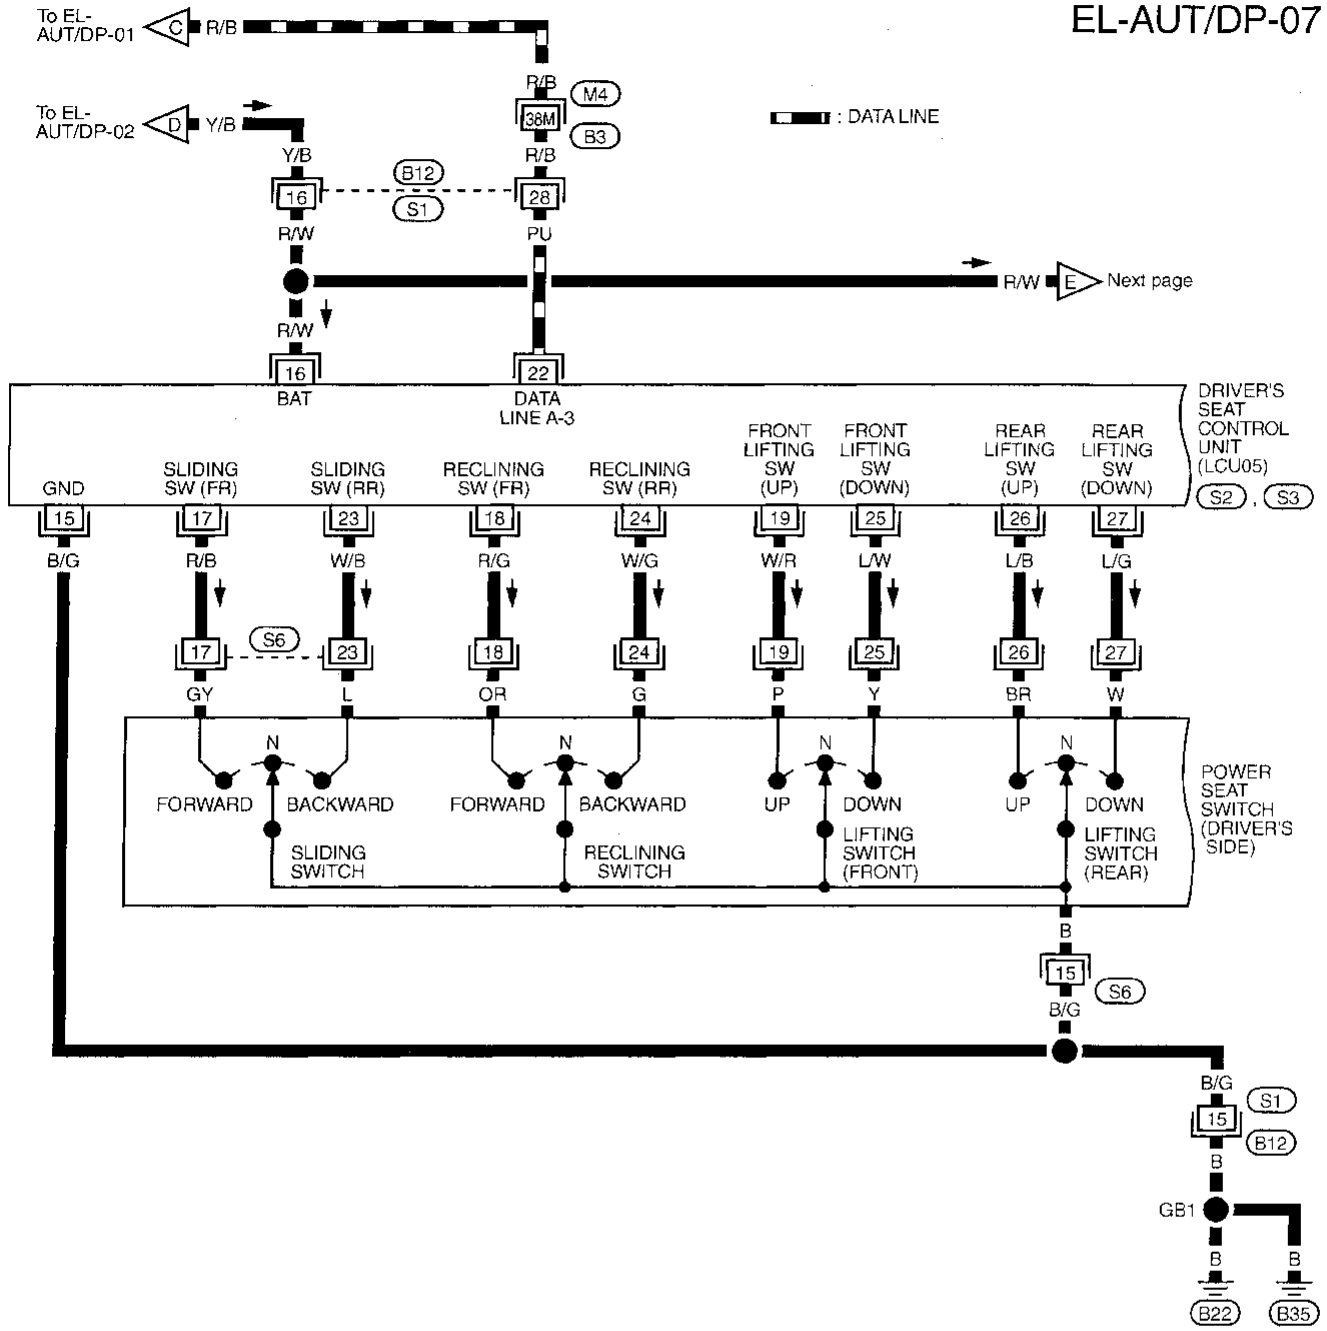 EL-AUT/DP-07
To EL-
AUT/DP-01
C
R/B
R/B
M4
38M
B3
To EL-
AUT/DP-02
D
Y/B
: DATA LINE
Y/B
R/B
B12
16
28
S1
R/W
PU
R/W
E
Next page
R/W
16
22
BAT
DATA
LINE A-3
DRIVER'S
SEAT
CONTROL
UNIT
(LCU05)
S2 , S3
GND
SLIDING
SW (FR)
SLIDING
SW (RR)
RECLINING
SW (FR)
RECLINING
SW (RR)
FRONT
LIFTING
SW
(UP)
FRONT
LIFTING
SW
(DOWN)
REAR
LIFTING
SW
(UP)
REAR
LIFTING
SW
(DOWN)
15 17 23 18 24 19 25 26 27
B/G R/B W/B R/G W/G W/R L/W L/B L/G
S6
17 23 18 24 19 25 26 27
GY L OR G P Y BR W
N N N N
FORWARD BACKWARD FORWARD BACKWARD UP DOWN UP DOWN
SLIDING
SWITCH
RECLINING
SWITCH
LIFTING
SWITCH
(FRONT)
LIFTING
SWITCH
(REAR)
POWER
SEAT
SWITCH
(DRIVER'S
SIDE)
B
15
S6
B/G
B/G
S1
15
B12
B
GB1
B B
B22 B35